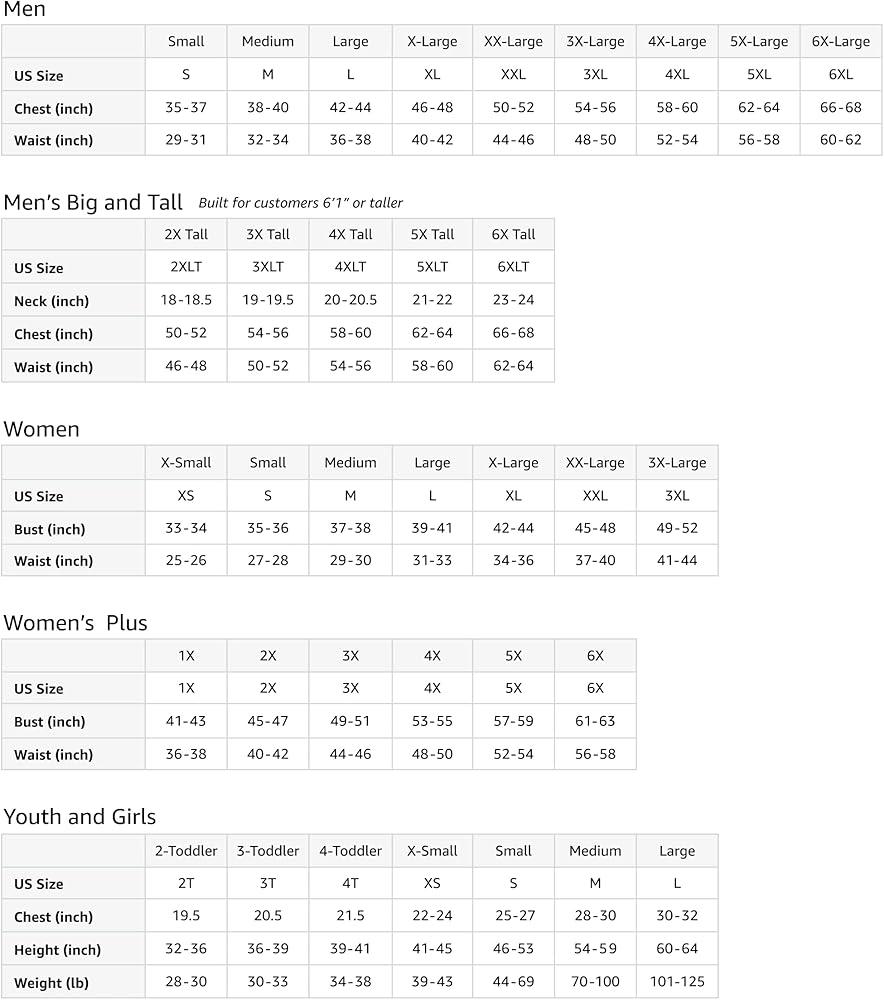 Men
Small Medium Large X-Large XX-Large 3X-Large 4X-Large 5X-Large 6X-Large
US Size S M L XL XXL 3XL 4XL 5XL 6XL
Chest (inch) 35-37 38-40 42-44 46-48 50-52 54-56 58-60 62-64 66-68
Waist (inch) 29-31 32-34 36-38 40-42 44-46 48-50 52-54 56-58 60-62
Men's Big and Tall Built for customers 6'1" or taller
2X Tall 3X Tall 4X Tall 5X Tall 6X Tall
US Size 2XLT 3XLT 4XLT 5XLT 6XLT
Neck (inch) 18-18.5 19-19.5 20-20.5 21-22 23-24
Chest (inch) 50-52 54-56 58-60 62-64 66-68
Waist (inch) 46-48 50-52 54-56 58-60 62-64
Women
X-Small Small Medium Large X-Large XX-Large 3X-Large
US Size XS S M L XL XXL 3XL
Bust (inch) 33-34 35-36 37-38 39-41 42-44 45-48 49-52
Waist (inch) 25-26 27-28 29-30 31-33 34-36 37-40 41-44
Women's Plus
1X 2X 3X 4X 5X 6X
US Size 1X 2X 3X 4X 5X 6X
Bust (inch) 41-43 45-47 49-51 53-55 57-59 61-63
Waist (inch) 36-38 40-42 44-46 48-50 52-54 56-58
Youth and Girls
2-Toddler 3-Toddler 4-Toddler X-Small Small Medium Large
US Size 2T 3T 4T XS S M L
Chest (inch) 19.5 20.5 21.5 22-24 25-27 28-30 30-32
Height (inch) 32-36 36-39 39-41 41-45 46-53 54-59 60-64
Weight (lb) 28-30 30-33 34-38 39-43 44-69 70-100 101-125